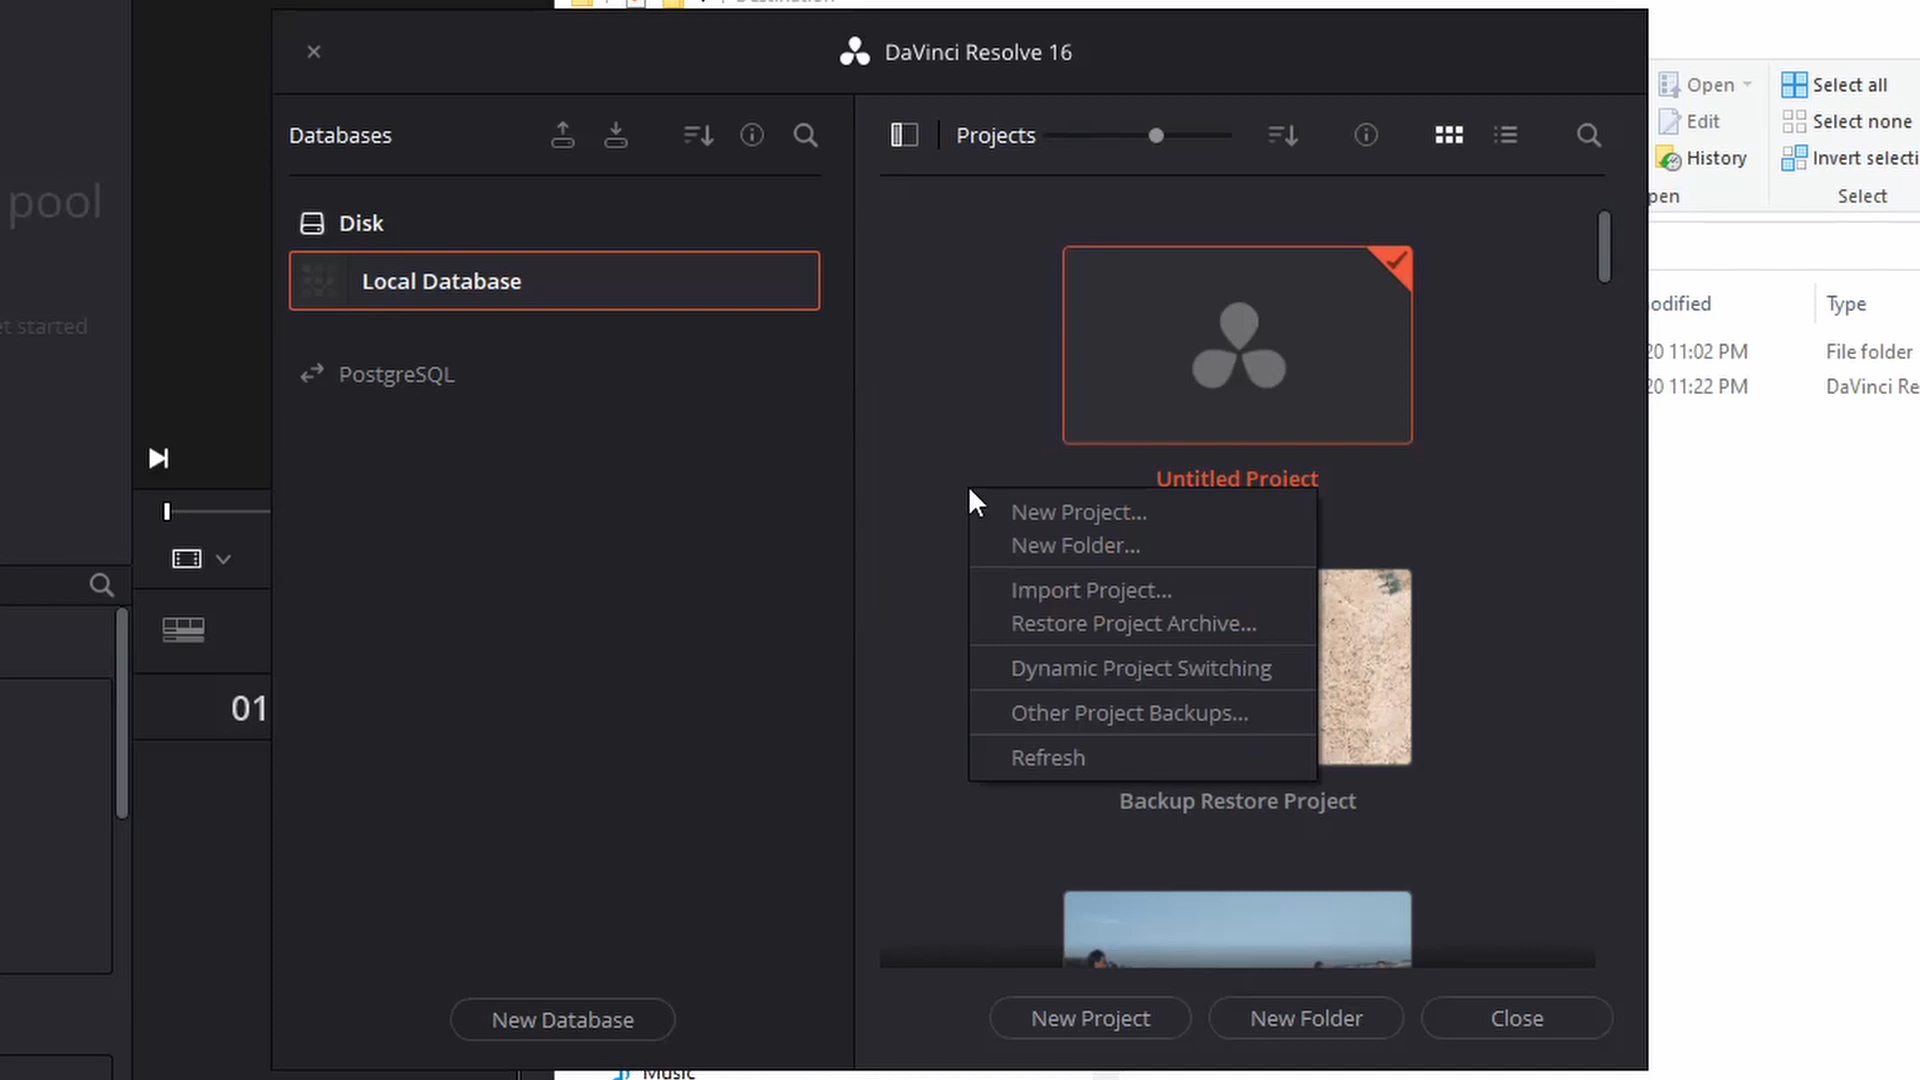 DaVinci Resolve 16
Databases
Disk
Local Database
PostgreSQL
New Database
Projects
Untitled Project
New Project...
New Folder...
Import Project...
Restore Project Archive...
Dynamic Project Switching
Other Project Backups...
Refresh
Backup Restore Project
New Project
New Folder
Close
pool
et started
01
Open
Edit
History
pen
Select all
Select none
Invert selecti
Select
odified
Type
20 11:02 PM
File folder
20 11:22 PM
DaVinci Re
Music